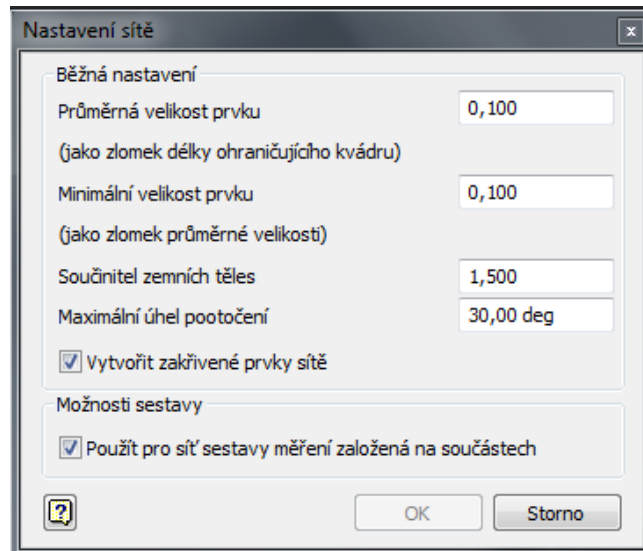 Nastavení sítě
Běžná nastavení
Průměrná velikost prvku 0,100
(jako zlomek délky ohraničujícího kvádru)
Minimální velikost prvku 0,100
(jako zlomek průměrné velikosti)
Součinitel zemních těles 1,500
Maximální úhel pootočení 30,00 deg
Vytvořit zakřivené prvky sítě
Možnosti sestavy
Použít pro síť sestavy měření založená na součástech
OK Storno